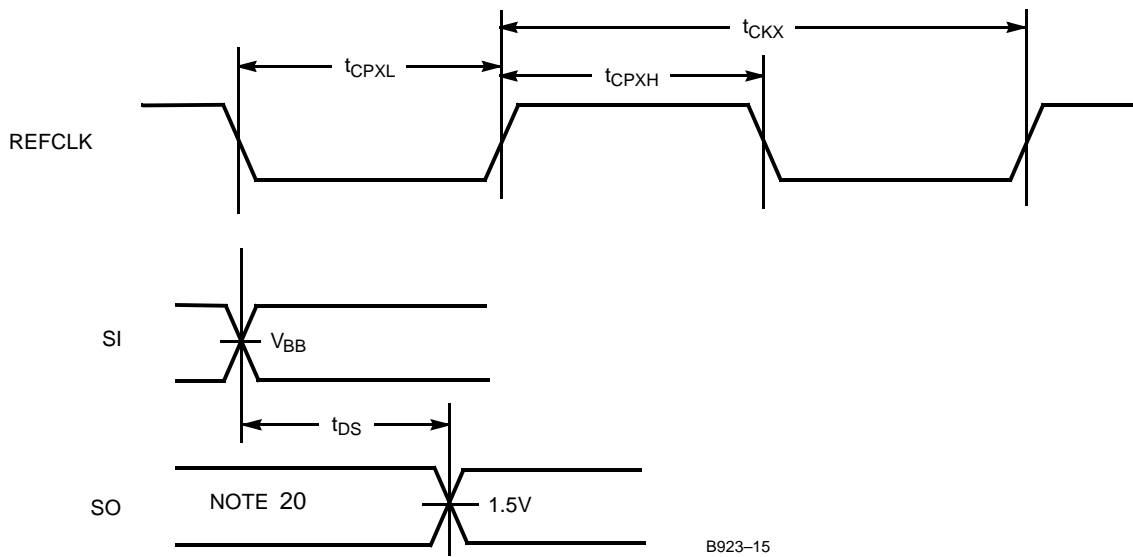 tCKX
tCPXL
tCPXH
REFCLK
SI
VBB
tDS
SO
NOTE 20
1.5V
B923–15